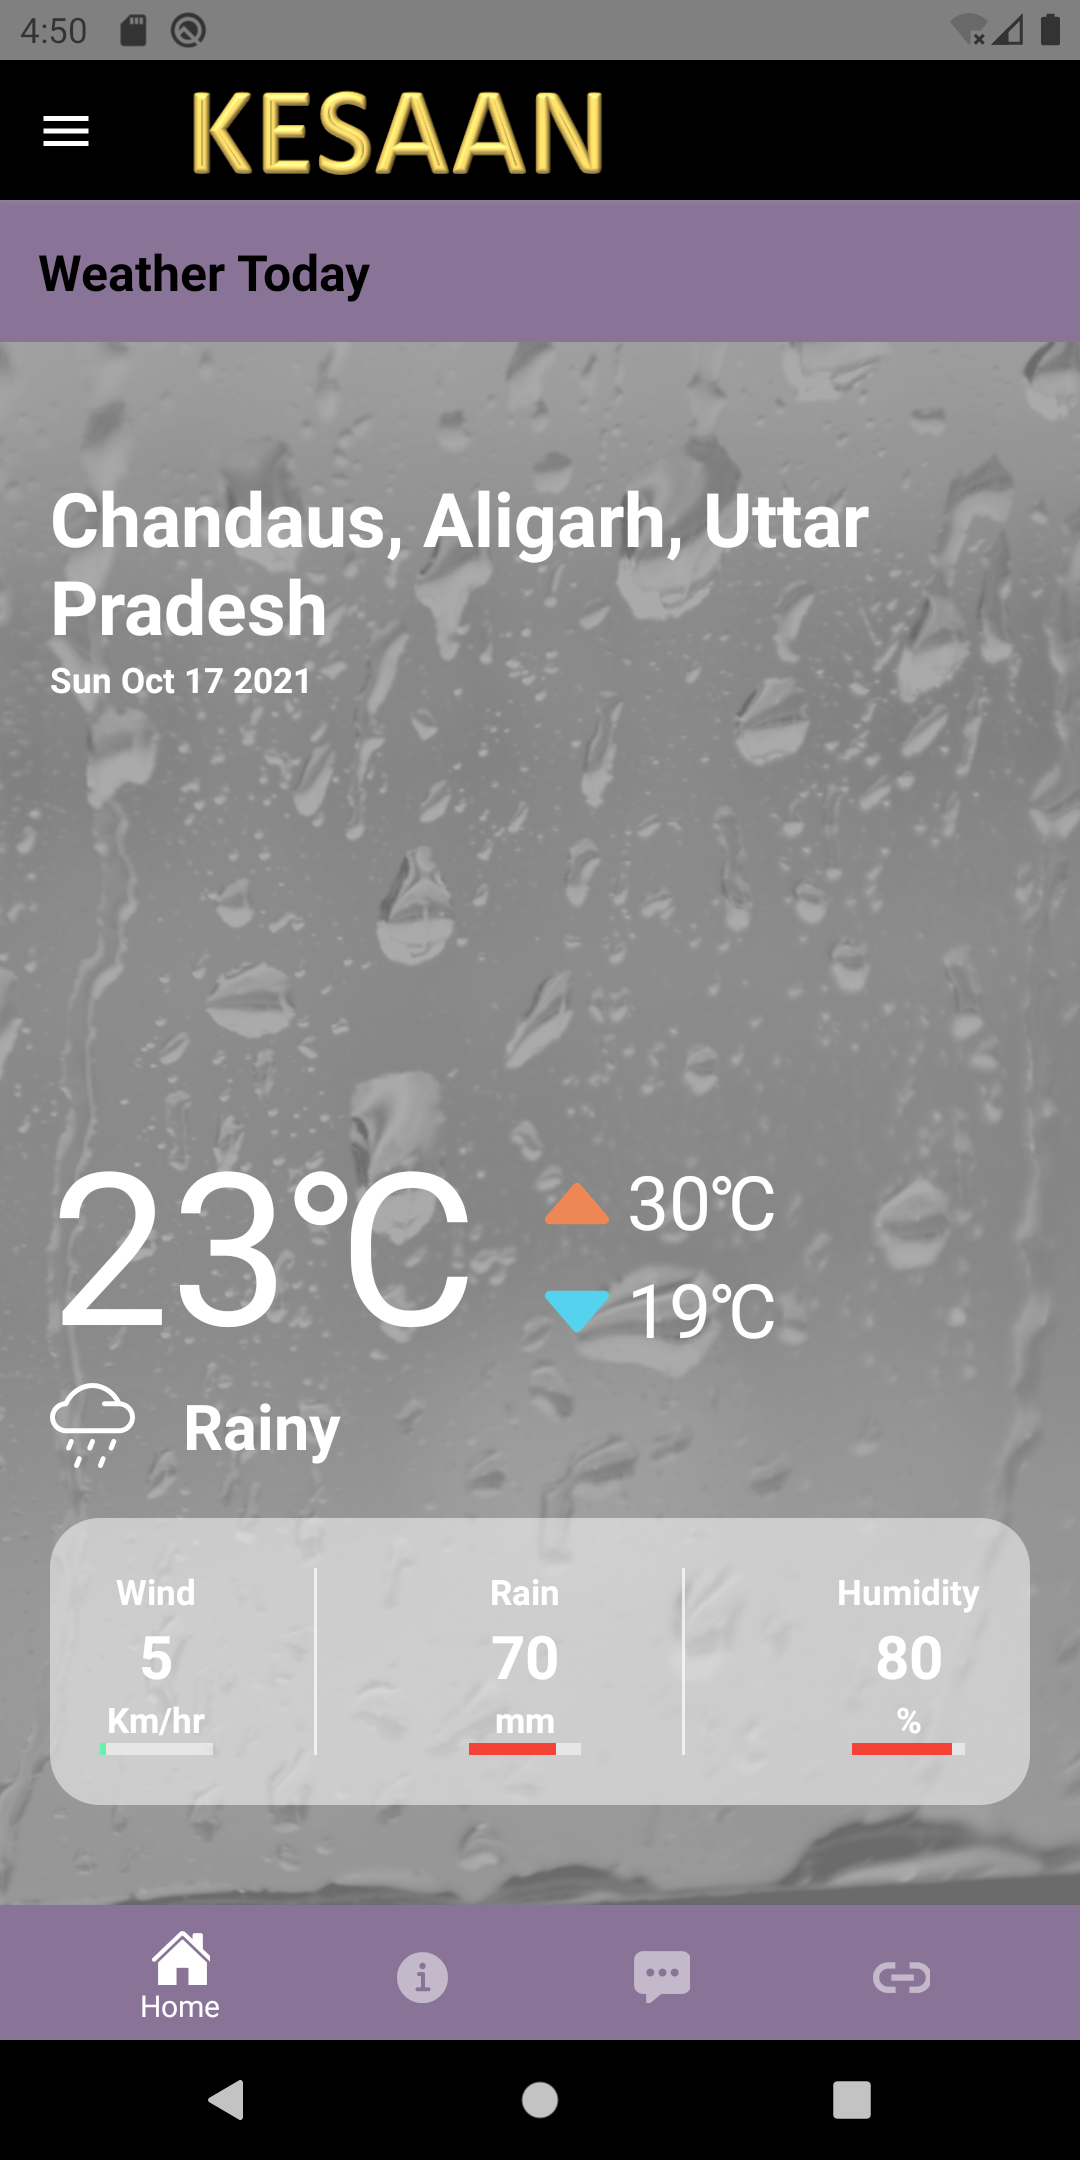 4:50
KESAAN
Weather Today
Chandaus, Aligarh, Uttar
Pradesh
Sun Oct 17 2021
23°C
30°C
19°C
Rainy
Wind
5
Km/hr
Rain
70
mm
Humidity
80
%
Home